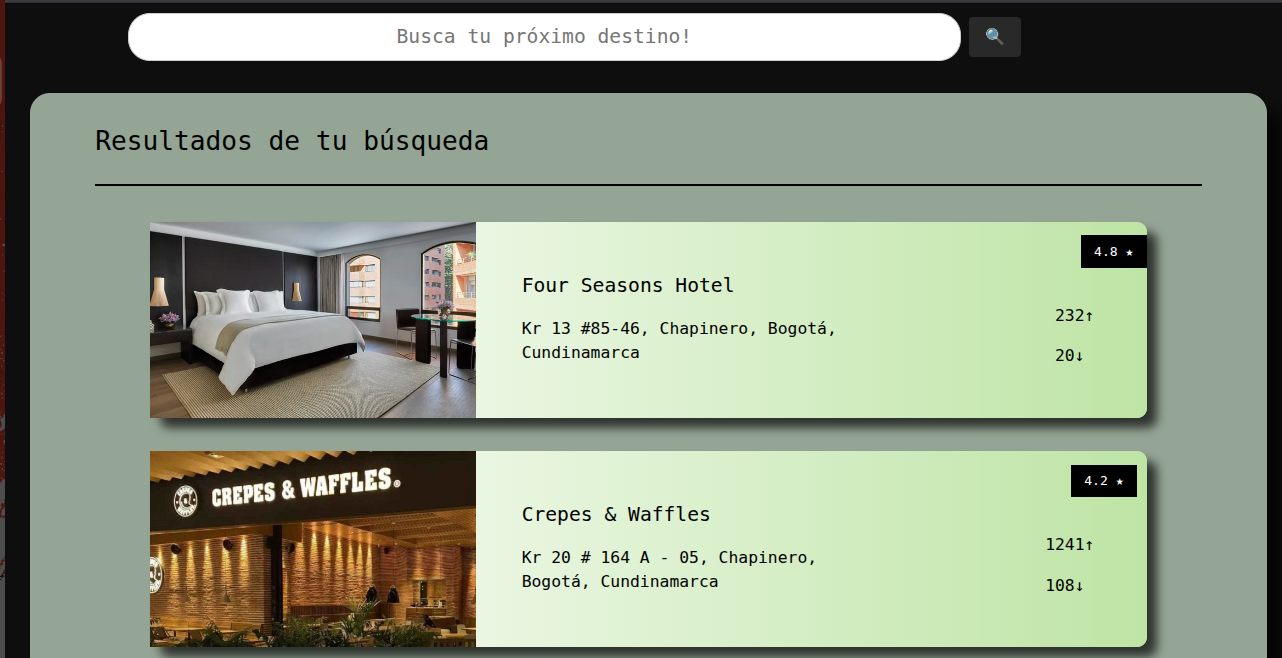 Busca tu próximo destino!
Resultados de tu búsqueda
4.8 ★
Four Seasons Hotel
232↑
Kr 13 #85-46, Chapinero, Bogotá,
Cundinamarca
20↓
CREPES & WAFFLES®
4.2 ★
Crepes & Waffles
1241↑
Kr 20 # 164 A - 05, Chapinero,
Bogotá, Cundinamarca
108↓